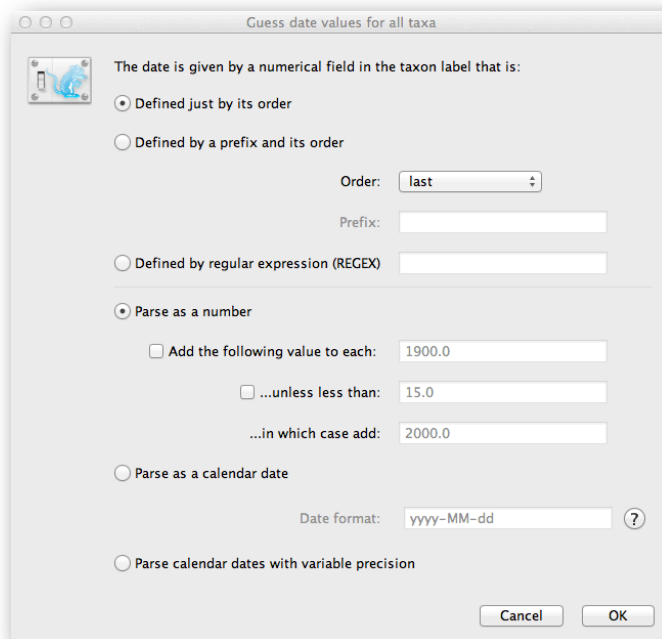 Guess date values for all taxa
The date is given by a numerical field in the taxon label that is:
Defined just by its order
Defined by a prefix and its order
Order: last
Prefix:
Defined by regular expression (REGEX)
Parse as a number
Add the following value to each: 1900.0
...unless less than: 15.0
...in which case add: 2000.0
Parse as a calendar date
Date format: yyyy-MM-dd ?
Parse calendar dates with variable precision
Cancel OK